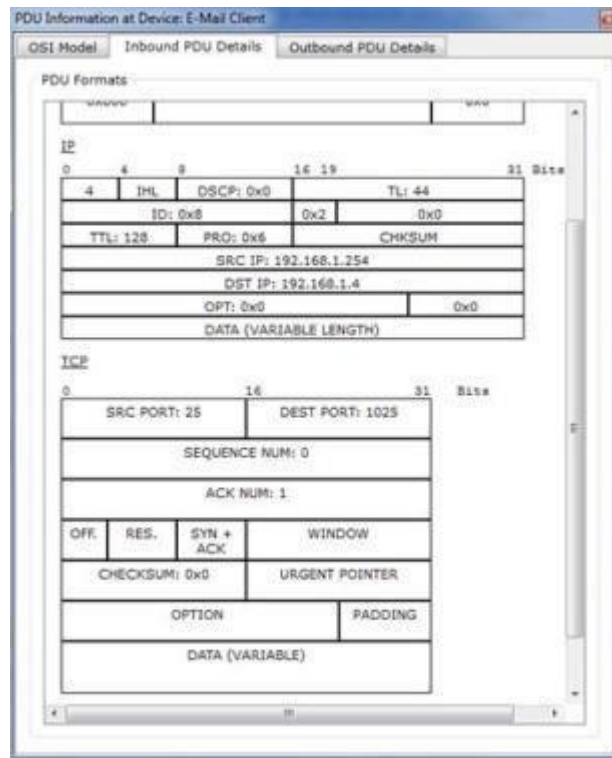 PDU Information at Device: E-Mail Client
OSI Model Inbound PDU Details Outbound PDU Details
PDU Formats
IP
0 4 8 16 19 31 Bits
4 IHL DSCP: 0x0 TL: 44
ID: 0x8 0x2 0x0
TTL: 128 PRO: 0x6 CHKSUM
SRC IP: 192.168.1.254
DST IP: 192.168.1.4
OPT: 0x0 0x0
DATA (VARIABLE LENGTH)
TCP
0 16 31 Bits
SRC PORT: 25 DEST PORT: 1025
SEQUENCE NUM: 0
ACK NUM: 1
OFF. RES. SYN + ACK WINDOW
CHECKSUM: 0x0 URGENT POINTER
OPTION PADDING
DATA (VARIABLE)